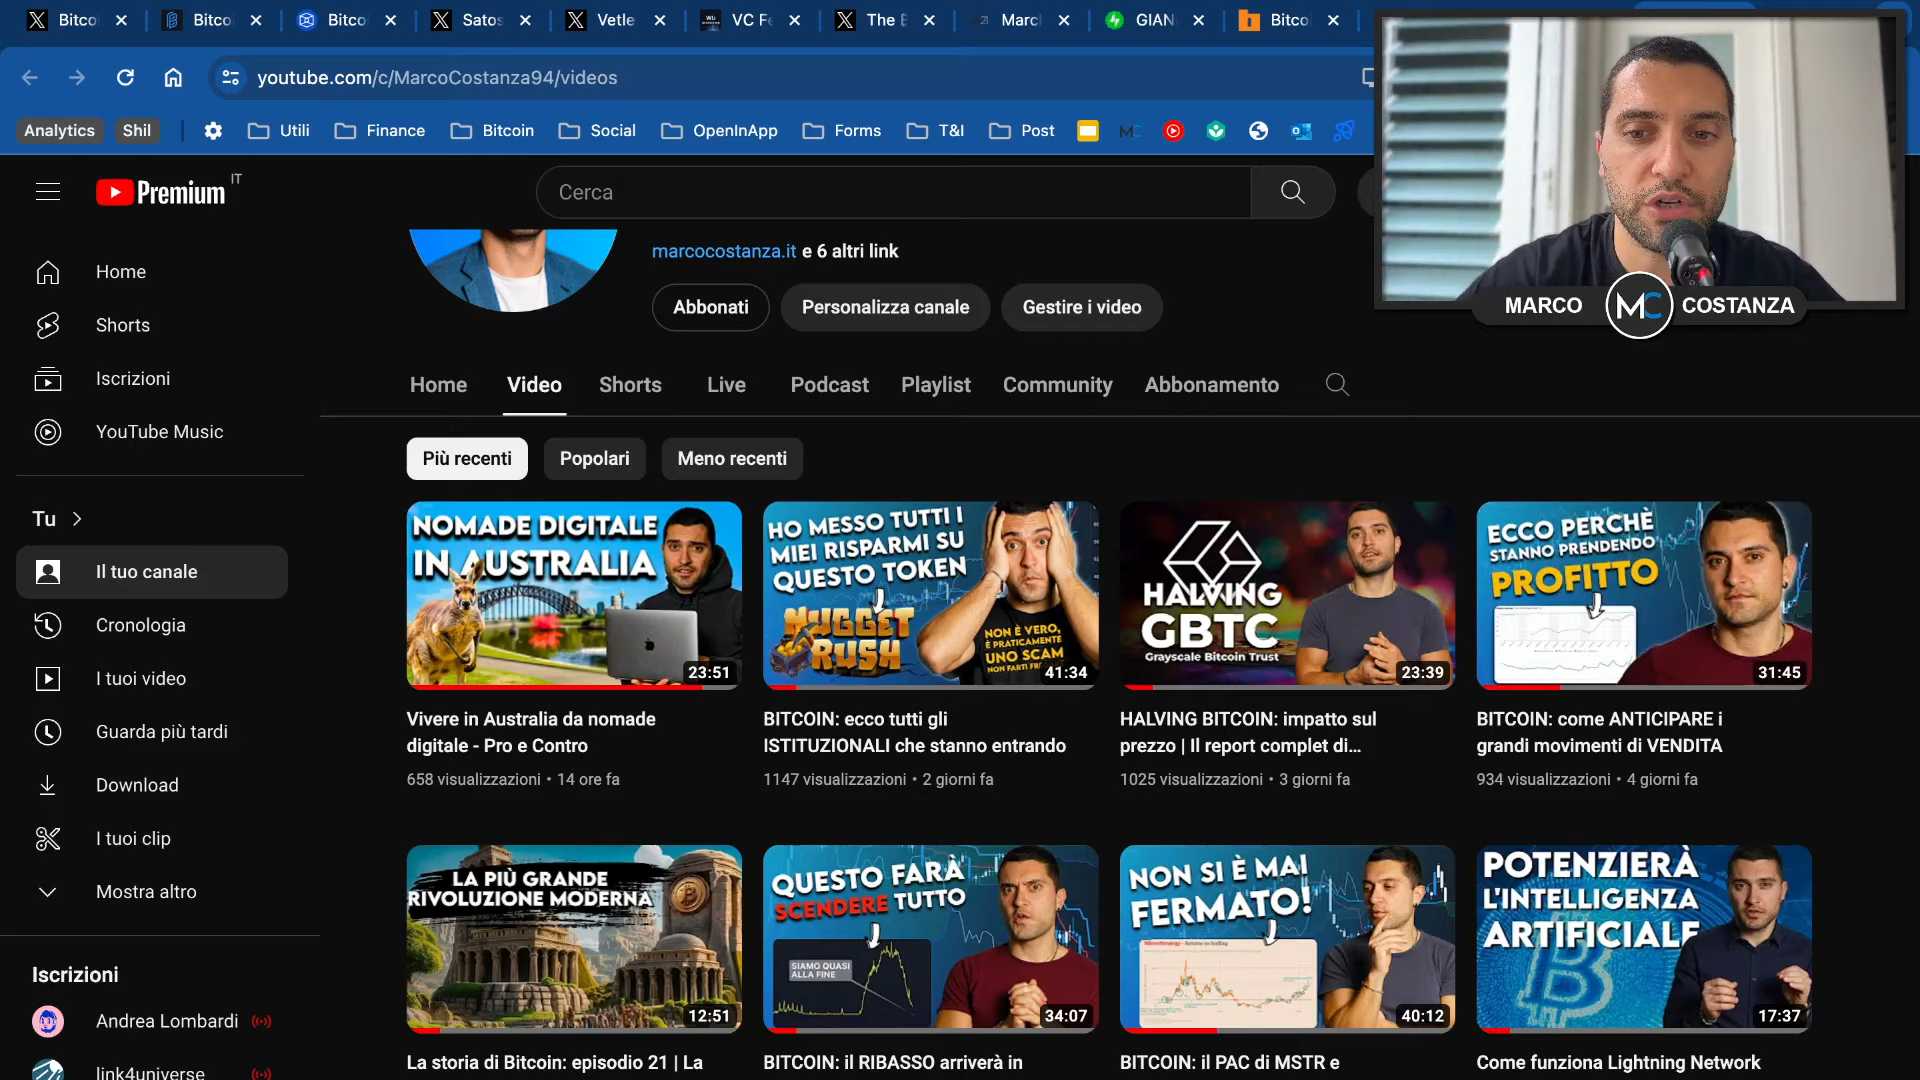 Bitco
Bitco
Bitco
Satos
Vetle
VC Fe
The B
Marc
GIAN
Bitco
youtube.com/c/MarcoCostanza94/videos
Analytics
Shil
Utili
Finance
Bitcoin
Social
OpenInApp
Forms
T&I
Post
Premium IT
Cerca
MARCO MC COSTANZA
Home
Shorts
Iscrizioni
YouTube Music
Tu
Il tuo canale
Cronologia
I tuoi video
Guarda più tardi
Download
I tuoi clip
Mostra altro
Iscrizioni
Andrea Lombardi
link4universe
marcocostanza.it e 6 altri link
Abbonati
Personalizza canale
Gestire i video
Home
Video
Shorts
Live
Podcast
Playlist
Community
Abbonamento
Più recenti
Popolari
Meno recenti
NOMADE DIGITALE
IN AUSTRALIA
23:51
Vivere in Australia da nomade
digitale - Pro e Contro
658 visualizzazioni • 14 ore fa
HO MESSO TUTTI I
MIEI RISPARMI SU
QUESTO TOKEN
NUGGET
RUSH
NON È VERO,
È PRATICAMENTE
UNO SCAM
41:34
BITCOIN: ecco tutti gli
ISTITUZIONALI che stanno entrando
1147 visualizzazioni • 2 giorni fa
HALVING
GBTC
Grayscale Bitcoin Trust
23:39
HALVING BITCOIN: impatto sul
prezzo | Il report complet di...
1025 visualizzazioni • 3 giorni fa
ECCO PERCHÈ
STANNO PRENDENDO
PROFITTO
31:45
BITCOIN: come ANTICIPARE i
grandi movimenti di VENDITA
934 visualizzazioni • 4 giorni fa
LA PIÙ GRANDE
RIVOLUZIONE MODERNA
12:51
La storia di Bitcoin: episodio 21 | La
QUESTO FARÀ
SCENDERE TUTTO
SIAMO QUASI
ALLA FINE
34:07
BITCOIN: il RIBASSO arriverà in
NON SI È MAI
FERMATO!
40:12
BITCOIN: il PAC di MSTR e
POTENZIERÀ
L'INTELLIGENZA
ARTIFICIALE
17:37
Come funziona Lightning Network